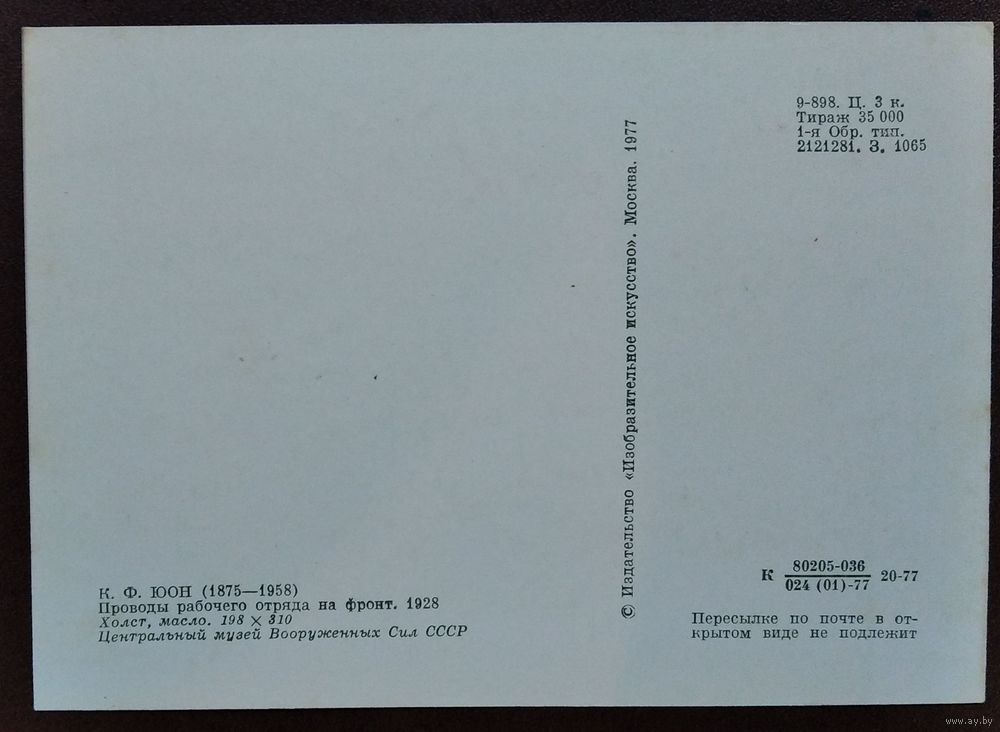 9-898. Ц. 3 к.
Тираж 35 000
1-я Обр. тип.
2121281. З. 1065
© Издательство «Изобразительное искусство». Москва. 1977
К. Ф. ЮОН (1875—1958)
Проводы рабочего отряда на фронт. 1928
Холст, масло. 198 × 310
Центральный музей Вооруженных Сил СССР
К 80205-036
024 (01)-77 20-77
Пересылке по почте в от-
крытом виде не подлежит
www.ay.by